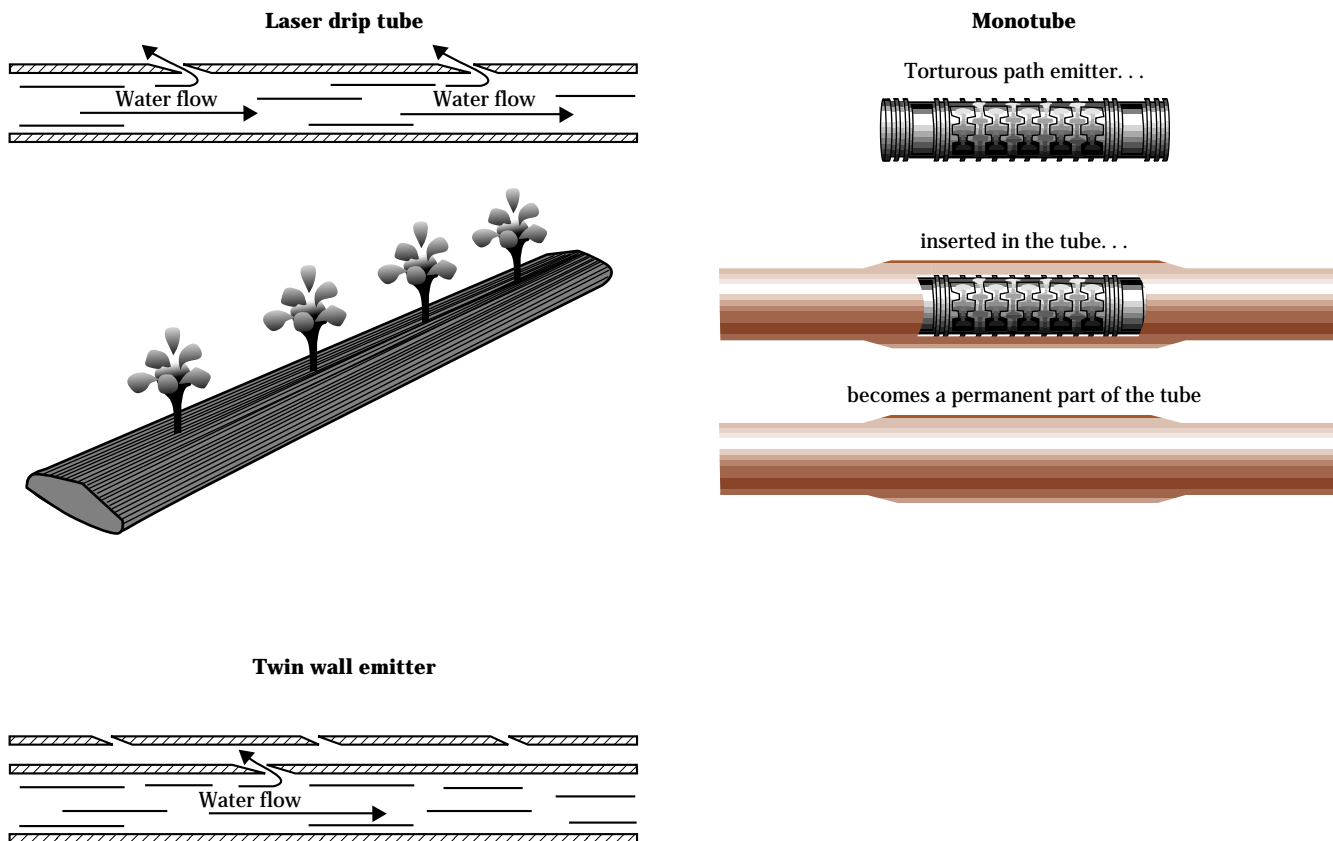 Laser drip tube
Water flow
Water flow
Monotube
Torturous path emitter. . .
inserted in the tube. . .
becomes a permanent part of the tube
Twin wall emitter
Water flow